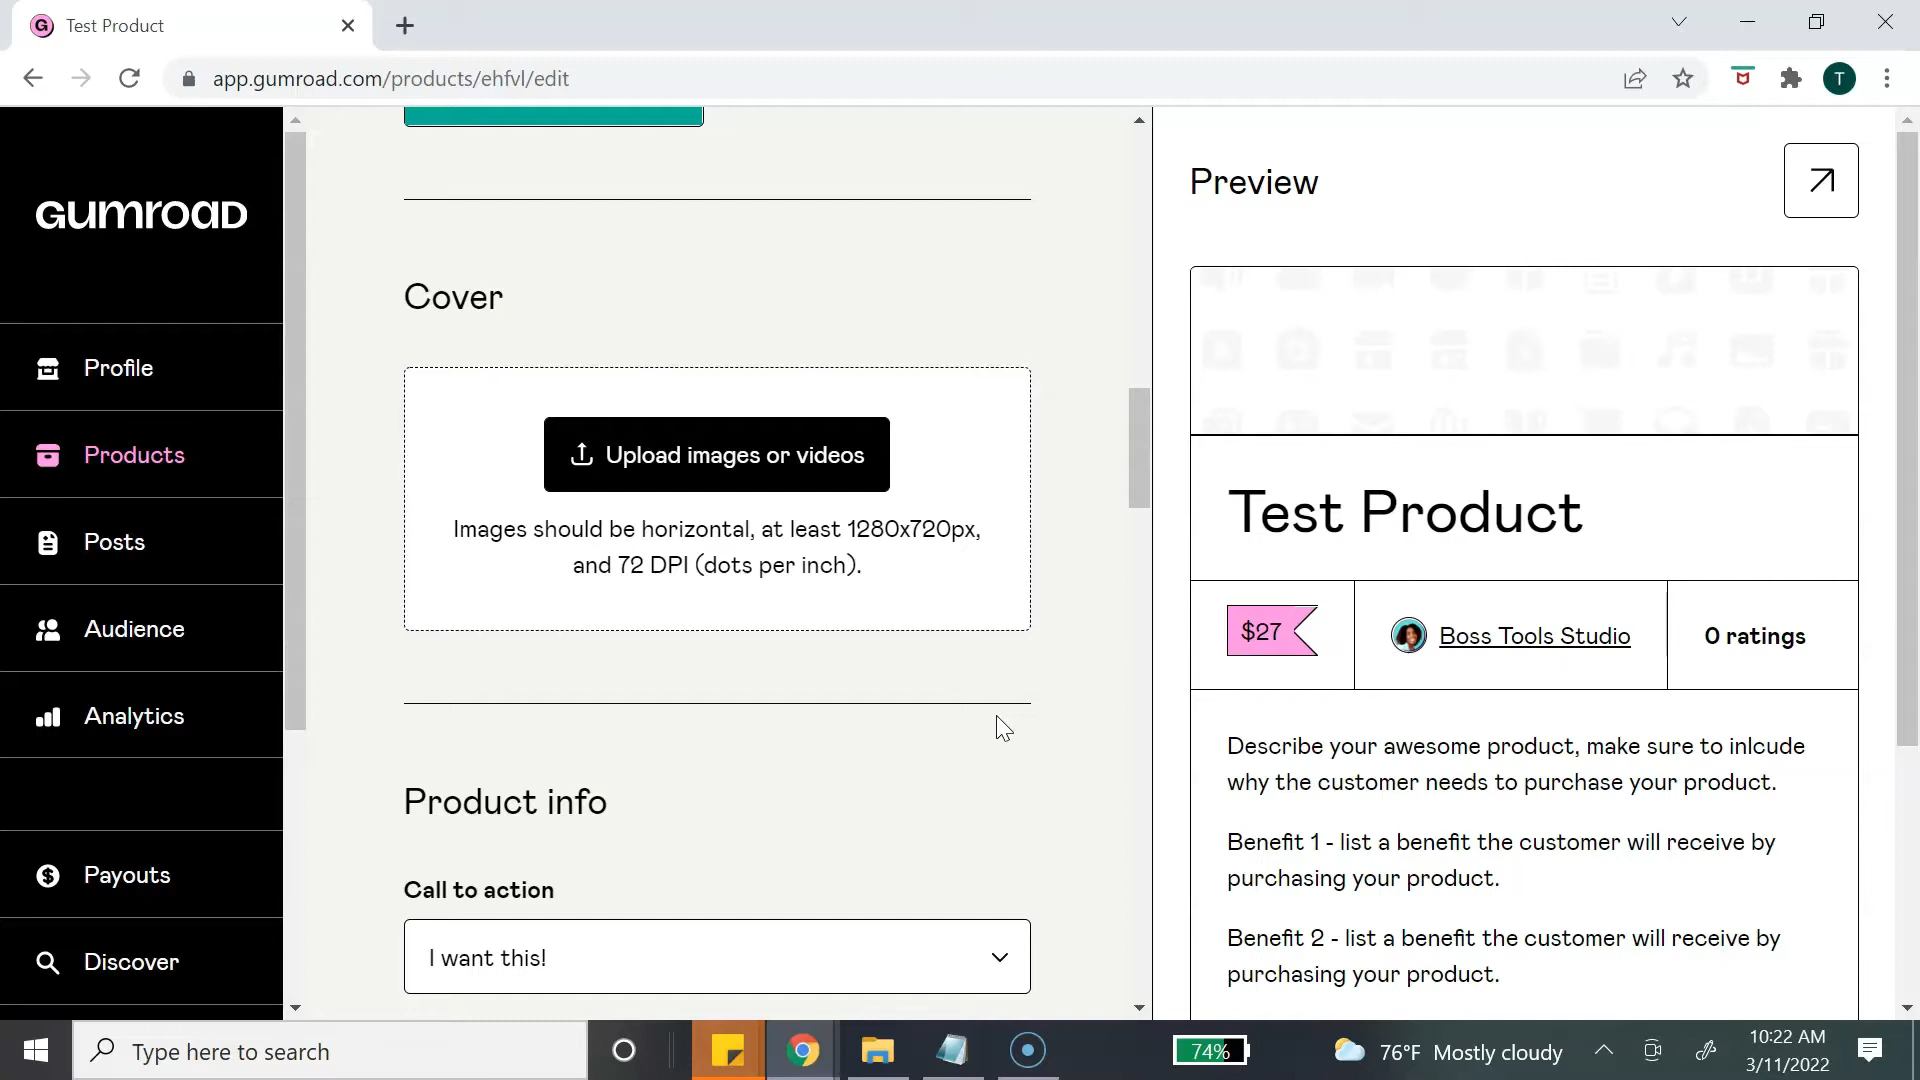 Test Product
app.gumroad.com/products/ehfvl/edit
T
GUMROAD
Profile
Products
Posts
Audience
Analytics
Payouts
Discover
Cover
Upload images or videos
Images should be horizontal, at least 1280x720px,
and 72 DPI (dots per inch).
Product info
Call to action
I want this!
Preview
Test Product
$27
Boss Tools Studio
0 ratings
Describe your awesome product, make sure to inlcude
why the customer needs to purchase your product.
Benefit 1 - list a benefit the customer will receive by
purchasing your product.
Benefit 2 - list a benefit the customer will receive by
purchasing your product.
Type here to search
74%
76°F Mostly cloudy
10:22 AM
3/11/2022